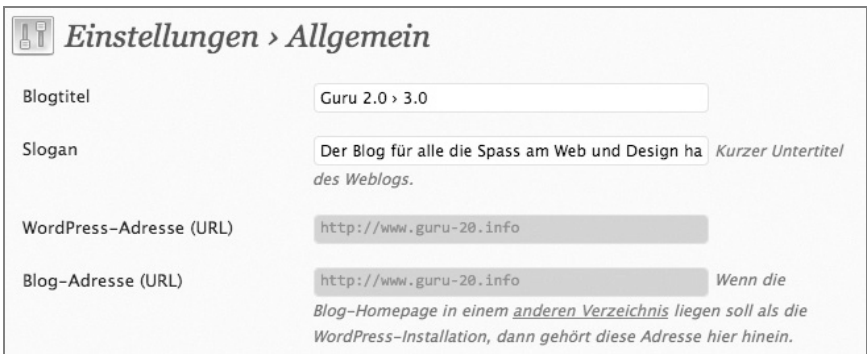 Einstellungen › Allgemein
Blogtitel
Guru 2.0 › 3.0
Slogan
Der Blog für alle die Spass am Web und Design ha
Kurzer Untertitel
des Weblogs.
WordPress-Adresse (URL)
http://www.guru-20.info
Blog-Adresse (URL)
http://www.guru-20.info
Wenn die
Blog-Homepage in einem anderen Verzeichnis liegen soll als die
WordPress-Installation, dann gehört diese Adresse hier hinein.